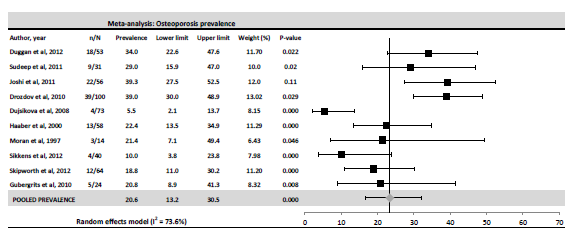 Meta-analysis: Osteoporosis prevalence
Author, year n/N Prevalence Lower limit Upper limit Weight (%) P-value
Duggan et al, 2012 18/53 34.0 22.6 47.6 11.70 0.022
Sudeep et al, 2011 9/31 29.0 15.9 47.0 10.0 0.02
Joshi et al, 2011 22/56 39.3 27.5 52.5 12.0 0.11
Drozdov et al, 2010 39/100 39.0 30.0 48.9 13.02 0.029
Dujsikova et al, 2008 4/73 5.5 2.1 13.7 8.15 0.000
Haaber et al, 2000 13/58 22.4 13.5 34.9 11.29 0.000
Moran et al, 1997 3/14 21.4 7.1 49.4 6.43 0.046
Sikkens et al, 2012 4/40 10.0 3.8 23.8 7.98 0.000
Skipworth et al, 2012 12/64 18.8 11.0 30.2 11.20 0.000
Gubergrits et al, 2010 5/24 20.8 8.9 41.3 8.32 0.008
POOLED PREVALENCE 20.6 13.2 30.5 0.000
Random effects model (I² = 73.6%)
0 10 20 30 40 50 60 70